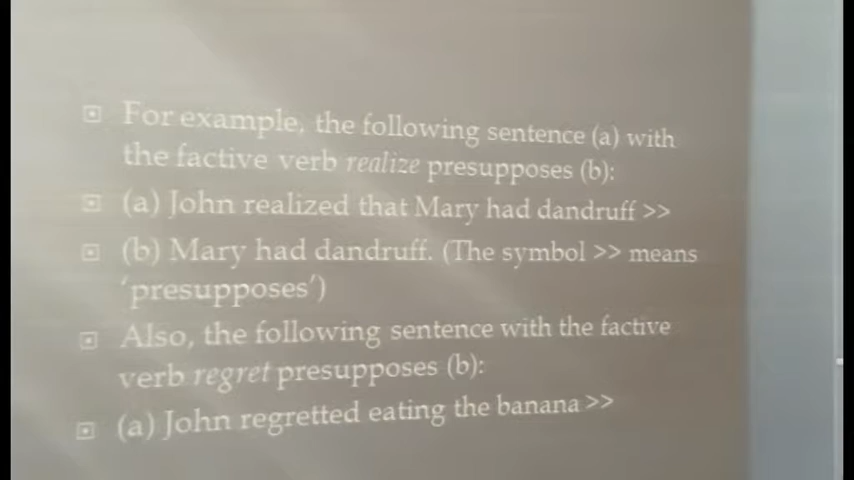 For example, the following sentence (a) with
the factive verb realize presupposes (b):
(a) John realized that Mary had dandruff >>
(b) Mary had dandruff. (The symbol >> means
‘presupposes’)
Also, the following sentence with the factive
verb regret presupposes (b):
(a) John regretted eating the banana >>